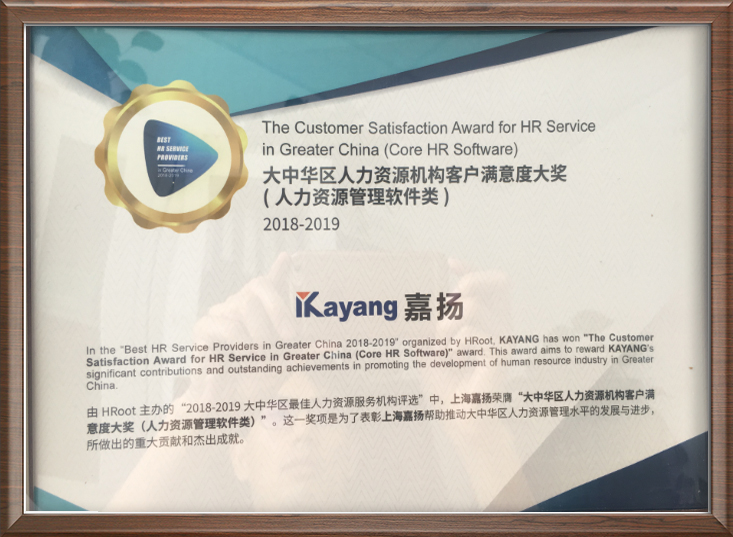 BEST
HR SERVICE
PROVIDERS
in Greater China
2018-2019
The Customer Satisfaction Award for HR Service
in Greater China (Core HR Software)
大中华区人力资源机构客户满意度大奖
(人力资源管理软件类)
2018-2019
Kayang 嘉扬
In the "Best HR Service Providers in Greater China 2018-2019" organized by HRoot, KAYANG has won "The Customer
Satisfaction Award for HR Service in Greater China (Core HR Software)" award. This award aims to reward KAYANG's
significant contributions and outstanding achievements in promoting the development of human resource industry in Greater
China.
由 HRoot 主办的“2018-2019 大中华区最佳人力资源服务机构评选”中，上海嘉扬荣膺“大中华区人力资源机构客户满
意度大奖（人力资源管理软件类）”。这一奖项是为了表彰上海嘉扬帮助推动大中华区人力资源管理水平的发展与进步，
所做出的重大贡献和杰出成就。